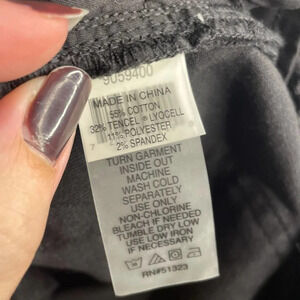 9059400
MADE IN CHINA
55% COTTON
32% TENCEL® LYOCELL
11% POLYESTER
2% SPANDEX
7
TURN GARMENT
INSIDE OUT
MACHINE
WASH COLD
SEPARATELY
USE ONLY
NON-CHLORINE
BLEACH IF NEEDED
TUMBLE DRY LOW
USE LOW IRON
IF NECESSARY
RN#51323